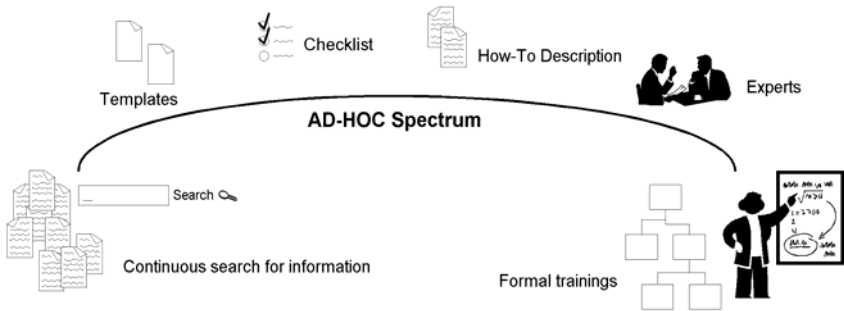 Checklist
How-To Description
Templates
Experts
AD-HOC Spectrum
Search
Continuous search for information
Formal trainings